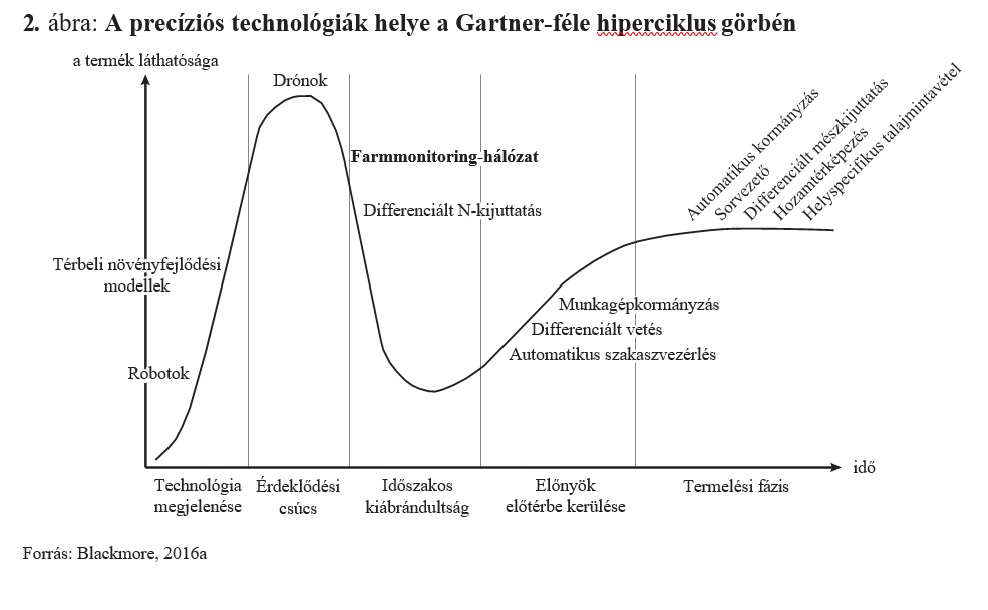 2. ábra: A precíziós technológiák helye a Gartner-féle hiperciklus görbén
a termék láthatósága
Drónok
Farmmonitoring-hálózat
Differenciált N-kijuttatás
Térbeli növényfejlődési
modellek
Robotok
Automatikus kormányzás
Sorvezető
Differenciált mészkijuttatás
Hozamtérképezés
Helyspecifikus talajmintavétel
Munkagépkormányzás
Differenciált vetés
Automatikus szakaszvezérlés
idő
Technológia
megjelenése
Érdeklődési
csúcs
Időszakos
kiábrándultság
Előnyök
előtérbe kerülése
Termelési fázis
Forrás: Blackmore, 2016a